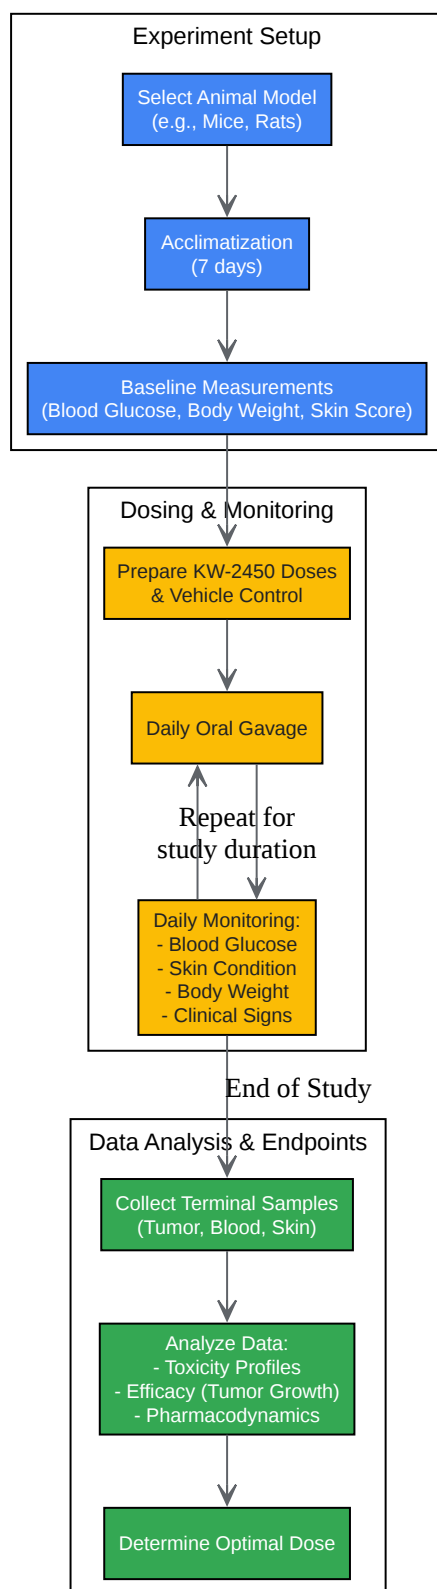 Experiment Setup
Select Animal Model
(e.g., Mice, Rats)
Acclimatization
(7 days)
Baseline Measurements
(Blood Glucose, Body Weight, Skin Score)
Dosing & Monitoring
Prepare KW-2450 Doses
& Vehicle Control
Daily Oral Gavage
Repeat for
study duration
Daily Monitoring:
- Blood Glucose
- Skin Condition
- Body Weight
- Clinical Signs
End of Study
Data Analysis & Endpoints
Collect Terminal Samples
(Tumor, Blood, Skin)
Analyze Data:
- Toxicity Profiles
- Efficacy (Tumor Growth)
- Pharmacodynamics
Determine Optimal Dose